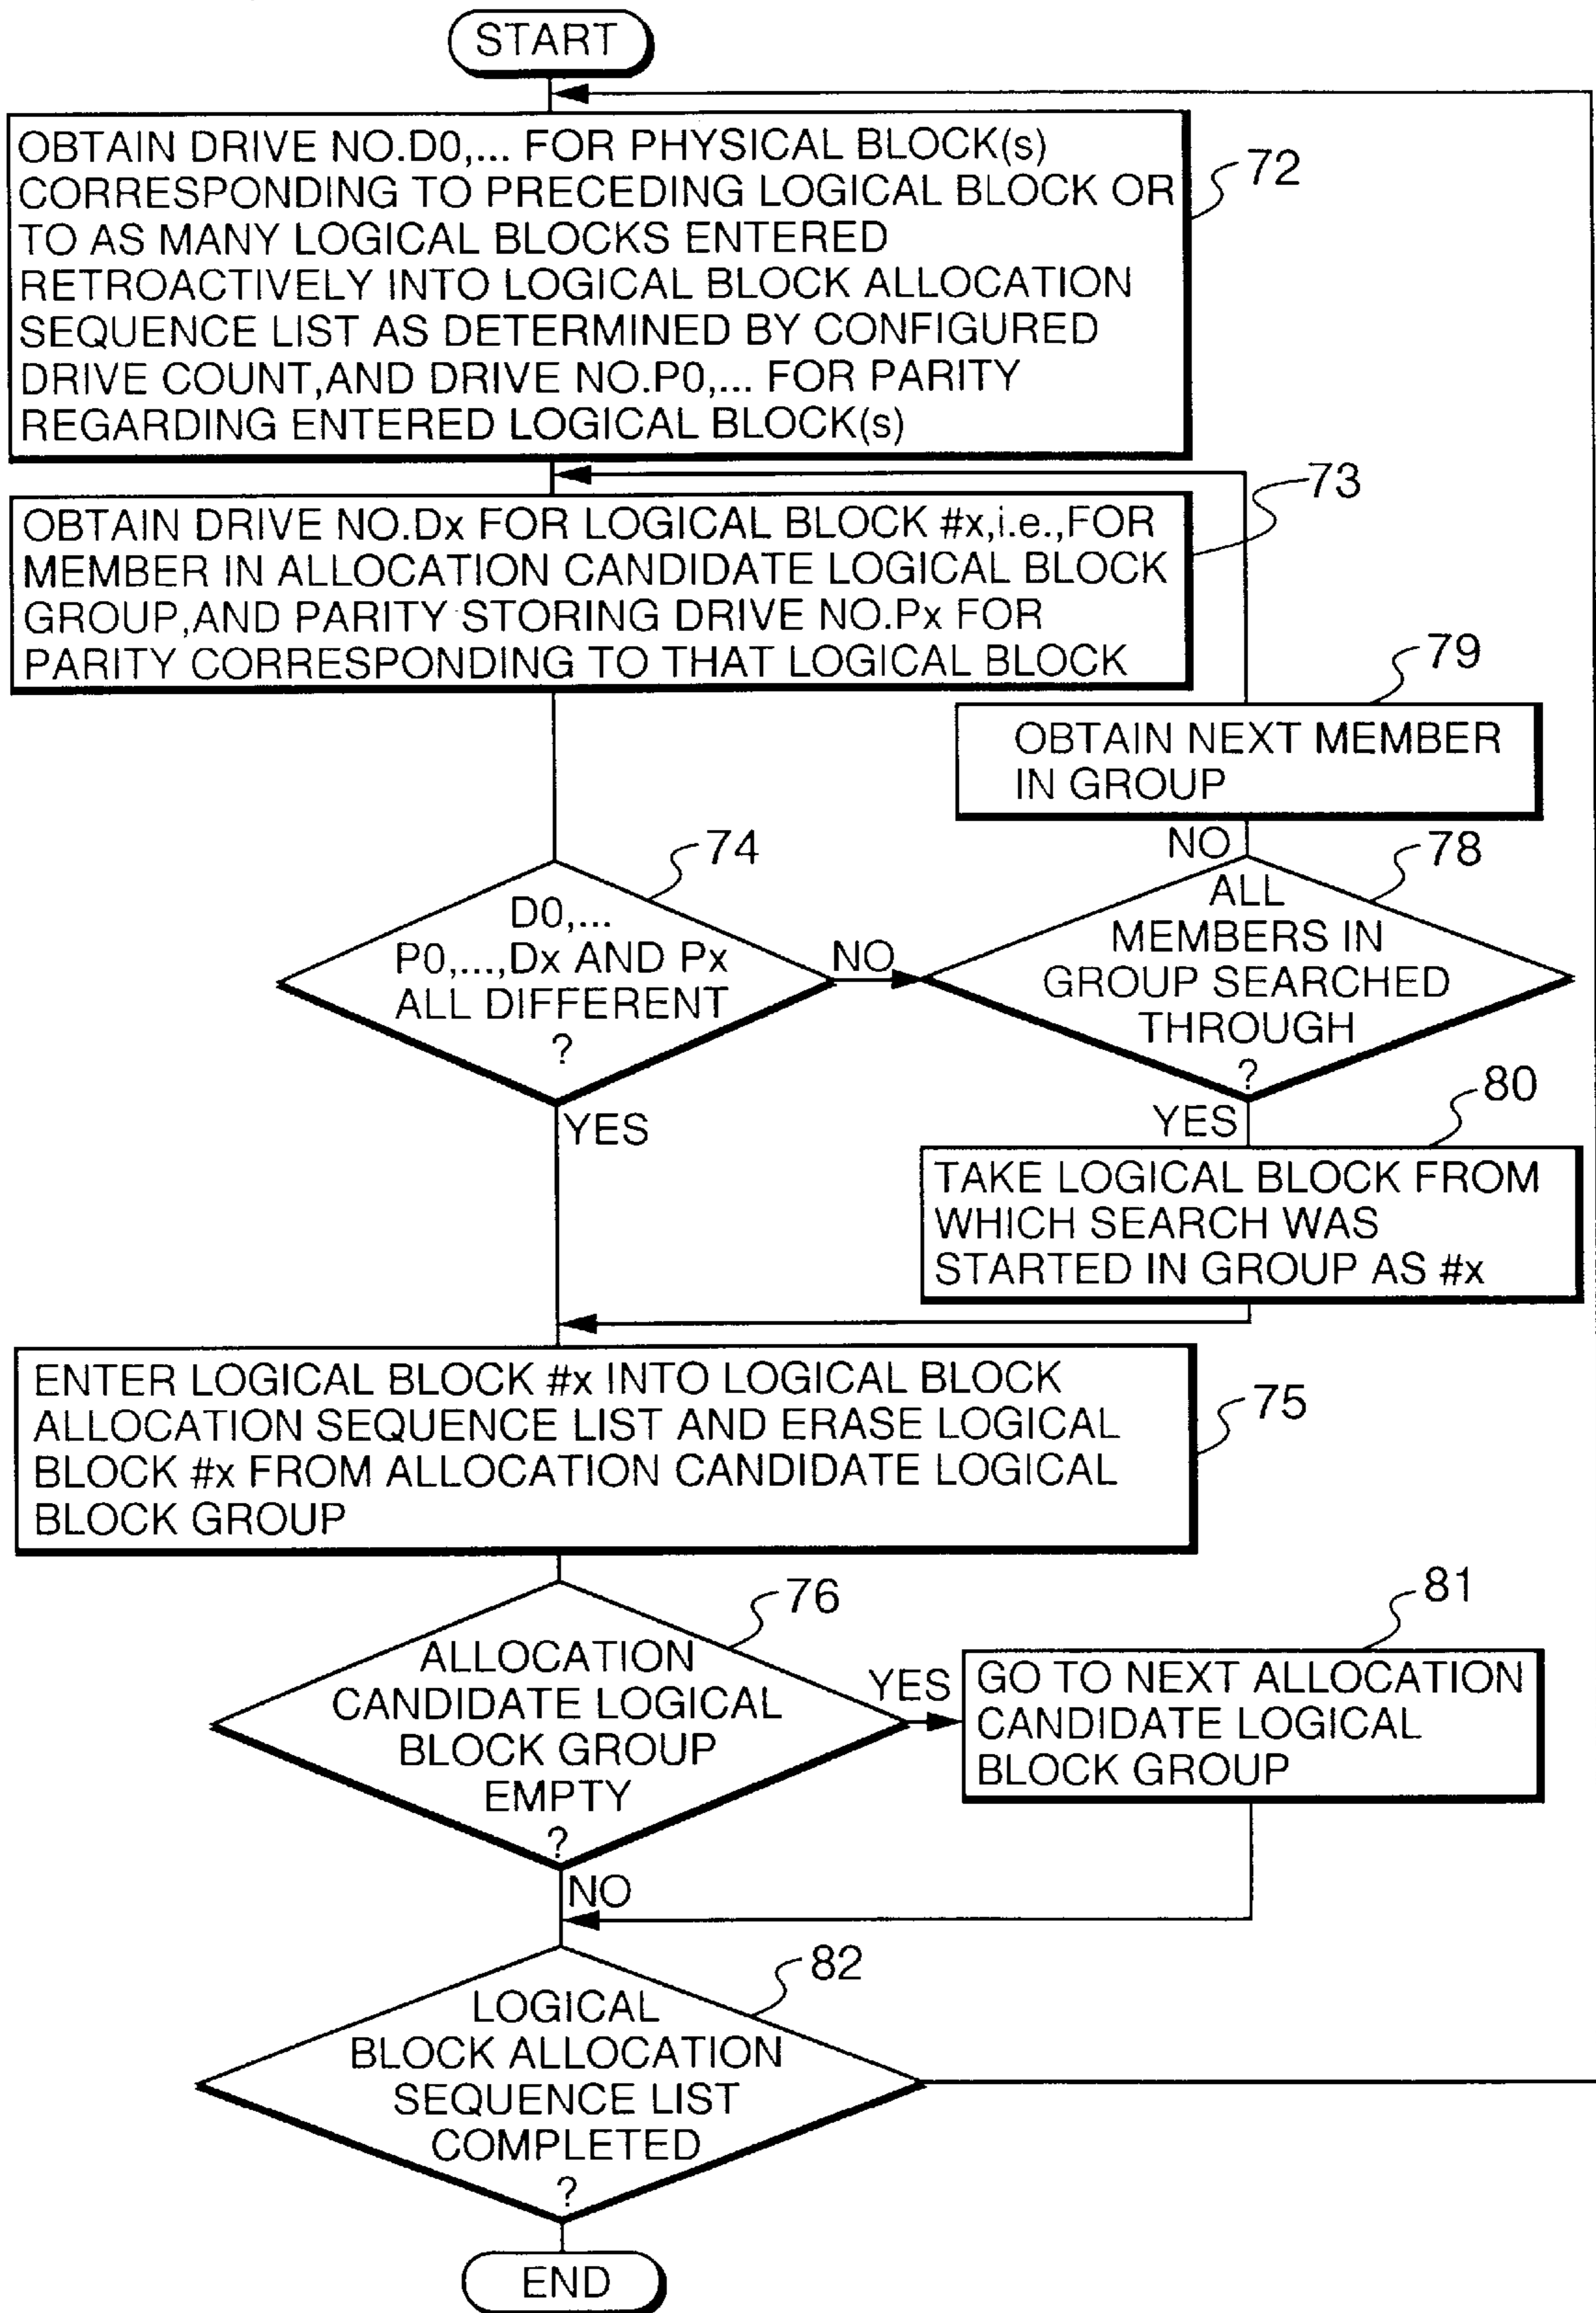 START
OBTAIN DRIVE NO.D0,... FOR PHYSICAL BLOCK(s)
CORRESPONDING TO PRECEDING LOGICAL BLOCK OR
TO AS MANY LOGICAL BLOCKS ENTERED
RETROACTIVELY INTO LOGICAL BLOCK ALLOCATION
SEQUENCE LIST AS DETERMINED BY CONFIGURED
DRIVE COUNT,AND DRIVE NO.P0,... FOR PARITY
REGARDING ENTERED LOGICAL BLOCK(s)
72
OBTAIN DRIVE NO.Dx FOR LOGICAL BLOCK #x,i.e.,FOR
MEMBER IN ALLOCATION CANDIDATE LOGICAL BLOCK
GROUP,AND PARITY STORING DRIVE NO.Px FOR
PARITY CORRESPONDING TO THAT LOGICAL BLOCK
73
79
OBTAIN NEXT MEMBER
IN GROUP
74
D0,...
P0,...,Dx AND Px
ALL DIFFERENT
?
NO
NO
78
ALL
MEMBERS IN
GROUP SEARCHED
THROUGH
?
YES
YES
80
TAKE LOGICAL BLOCK FROM
WHICH SEARCH WAS
STARTED IN GROUP AS #x
ENTER LOGICAL BLOCK #x INTO LOGICAL BLOCK
ALLOCATION SEQUENCE LIST AND ERASE LOGICAL
BLOCK #x FROM ALLOCATION CANDIDATE LOGICAL
BLOCK GROUP
75
76
ALLOCATION
CANDIDATE LOGICAL
BLOCK GROUP
EMPTY
?
YES
81
GO TO NEXT ALLOCATION
CANDIDATE LOGICAL
BLOCK GROUP
NO
82
LOGICAL
BLOCK ALLOCATION
SEQUENCE LIST
COMPLETED
?
END